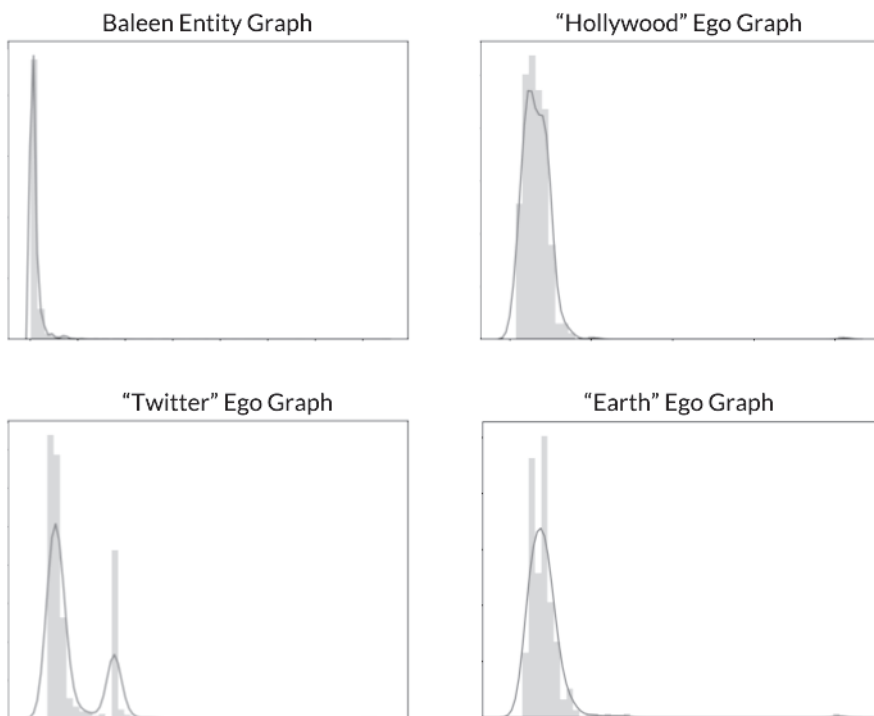 Baleen Entity Graph
“Hollywood” Ego Graph
“Twitter” Ego Graph
“Earth” Ego Graph